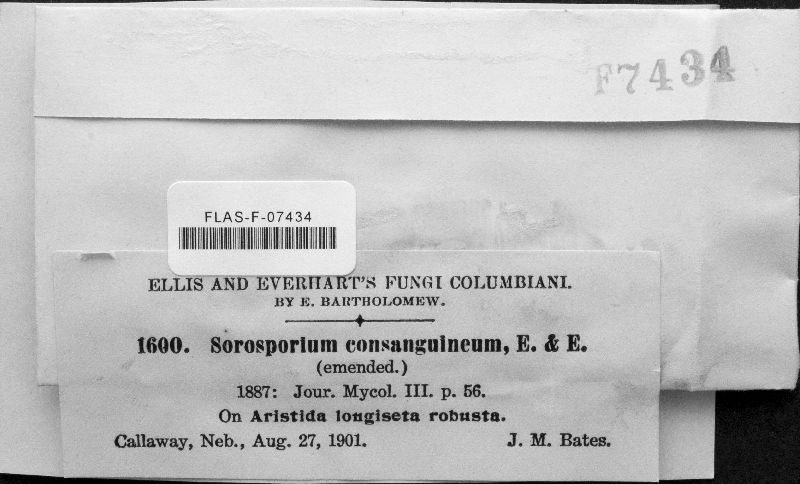 F7434
FLAS-F-07434
ELLIS AND EVERHART'S FUNGI COLUMBIANI.
BY E. BARTHOLOMEW.
1600. Sorosporium consanguineum, E. & E.
(emended.)
1887: Jour. Mycol. III. p. 56.
On Aristida longiseta robusta.
Callaway, Neb., Aug. 27, 1901. J. M. Bates.